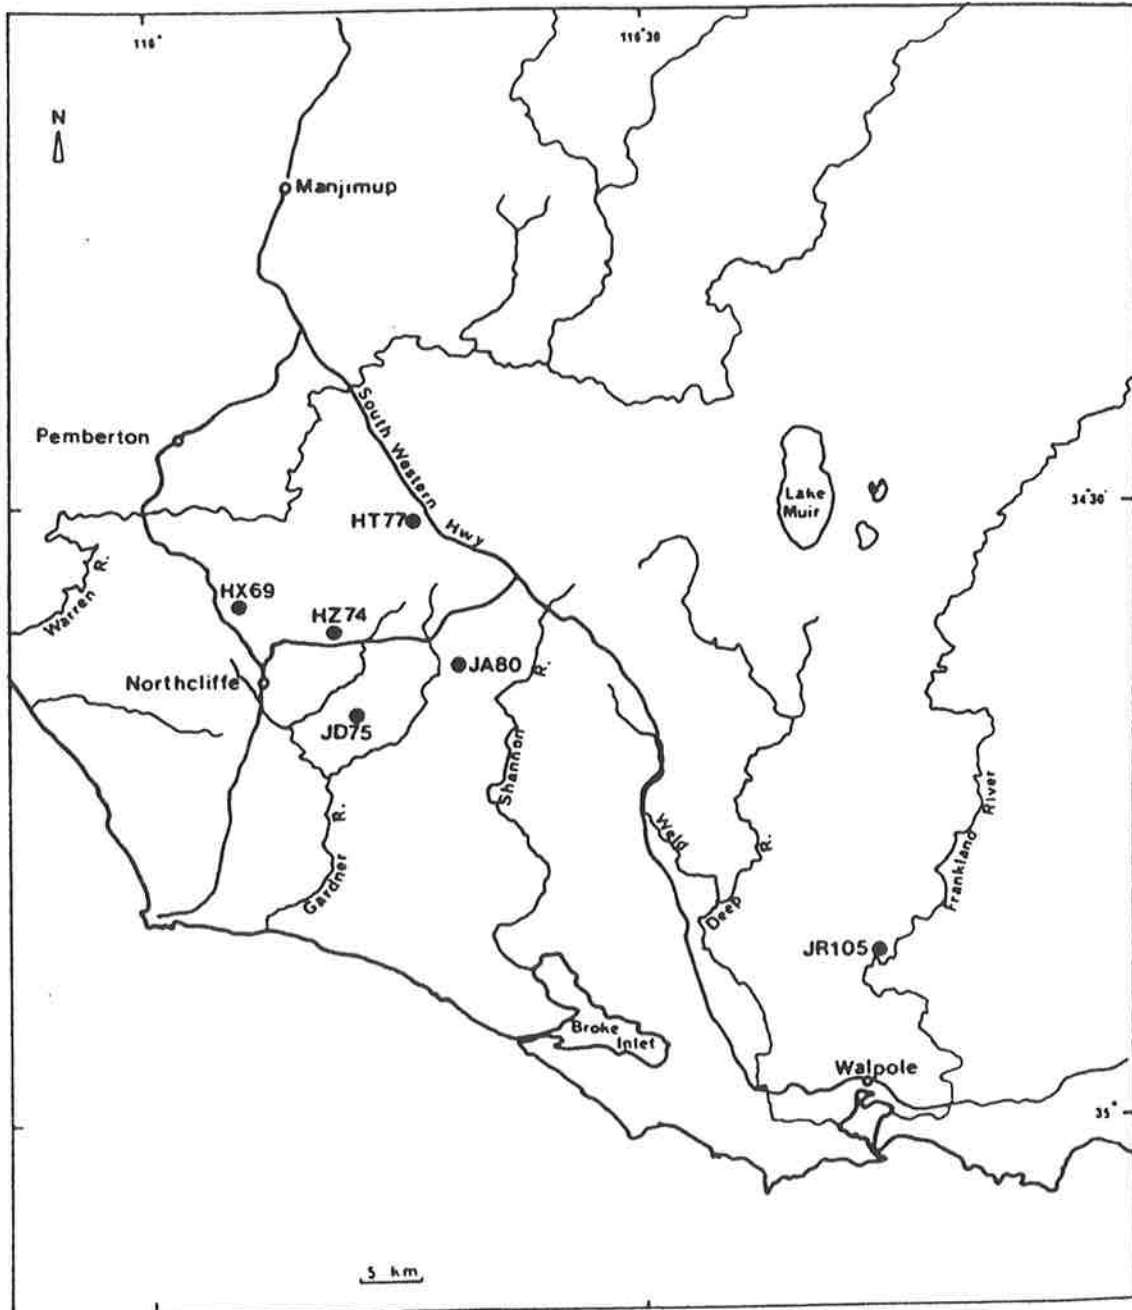 116° 116°30
N
Manjimup
Pemberton
South Western Hwy
Lake
Muir
34°30'
HT77
Warren R.
HX69
HZ74
JA80
R.
Northcliffe
JD75
Shannon
Gardner R.
Weld
Deep R.
Frankland River
JR105
Broke
Inlet
Walpole
35°
5 km